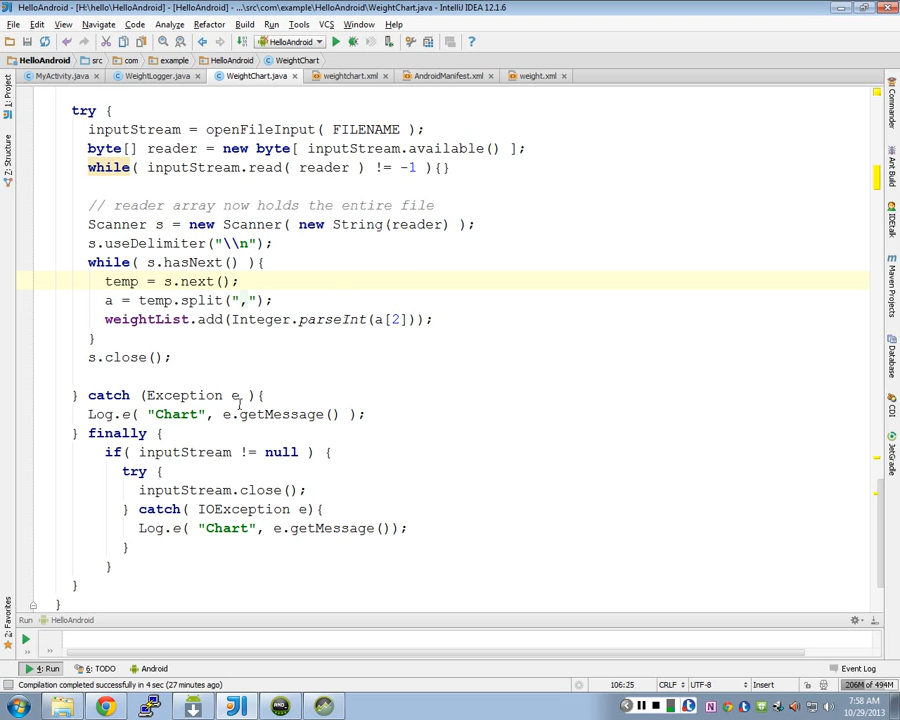 HelloAndroid - [H:\hello\HelloAndroid] - ...\src\com\example\HelloAndroid\WeightChart.java - IntelliJ IDEA 12.1.6
File Edit View Navigate Code Analyze Refactor Build Run Tools VCS Window Help
HelloAndroid
HelloAndroid src com example HelloAndroid WeightChart
MyActivity.java WeightLogger.java WeightChart.java weightchart.xml AndroidManifest.xml weight.xml
1: Project
7: Structure
2: Favorites
try {
inputStream = openFileInput( FILENAME );
byte[] reader = new byte[ inputStream.available() ];
while( inputStream.read( reader ) != -1 ){}
// reader array now holds the entire file
Scanner s = new Scanner( new String(reader) );
s.useDelimiter("\\n");
while( s.hasNext() ){
temp = s.next();
a = temp.split(",");
weightList.add(Integer.parseInt(a[2]));
}
s.close();
} catch (Exception e ){
Log.e( "Chart", e.getMessage() );
} finally {
if( inputStream != null ) {
try {
inputStream.close();
} catch( IOException e){
Log.e( "Chart", e.getMessage());
}
}
}
}
Commander
Ant Build
IDEtalk
Maven Projects
Database
CDI
JetGradle
Run HelloAndroid
4: Run 6: TODO Android Event Log
Compilation completed successfully in 4 sec (27 minutes ago) 106:25 CRLF UTF-8 Insert 206M of 494M
7:58 AM
10/29/2013